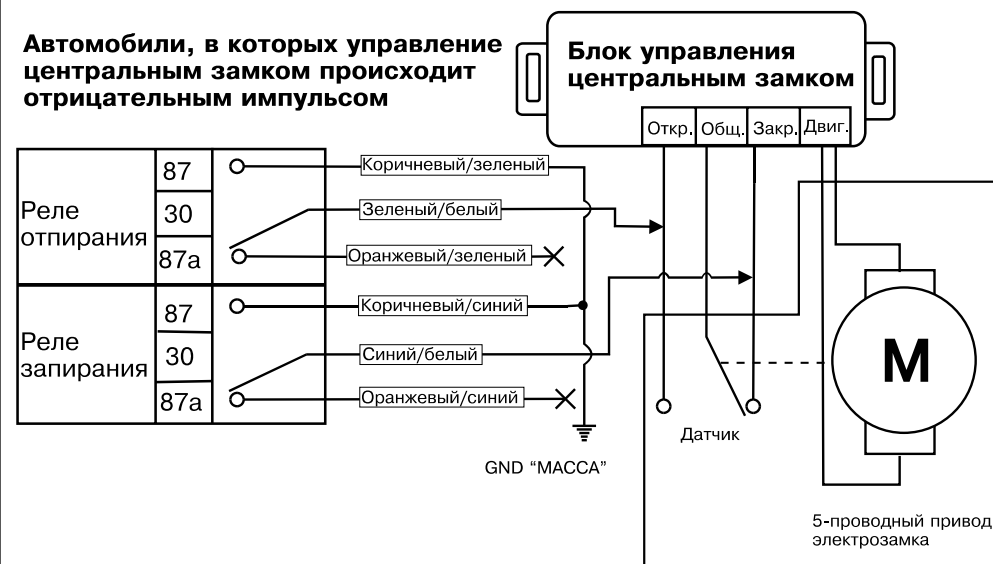 Автомобили, в которых управление
центральным замком происходит
отрицательным импульсом
Блок управления
центральным замком
Откр. Общ. Закр. Двиг.
Реле
отпирания
87
30
87а
Коричневый/зеленый
Зеленый/белый
Оранжевый/зеленый
Реле
запирания
87
30
87а
Коричневый/синий
Синий/белый
Оранжевый/синий
GND “МАССА”
Датчик
М
5-проводный привод
электрозамка